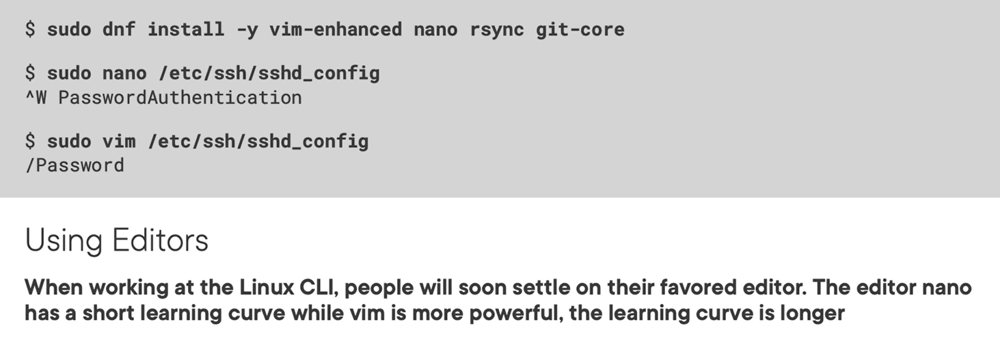 $ sudo dnf install -y vim-enhanced nano rsync git-core
$ sudo nano /etc/ssh/sshd_config
^W PasswordAuthentication
$ sudo vim /etc/ssh/sshd_config
/Password
Using Editors
When working at the Linux CLI, people will soon settle on their favored editor. The editor nano
has a short learning curve while vim is more powerful, the learning curve is longer